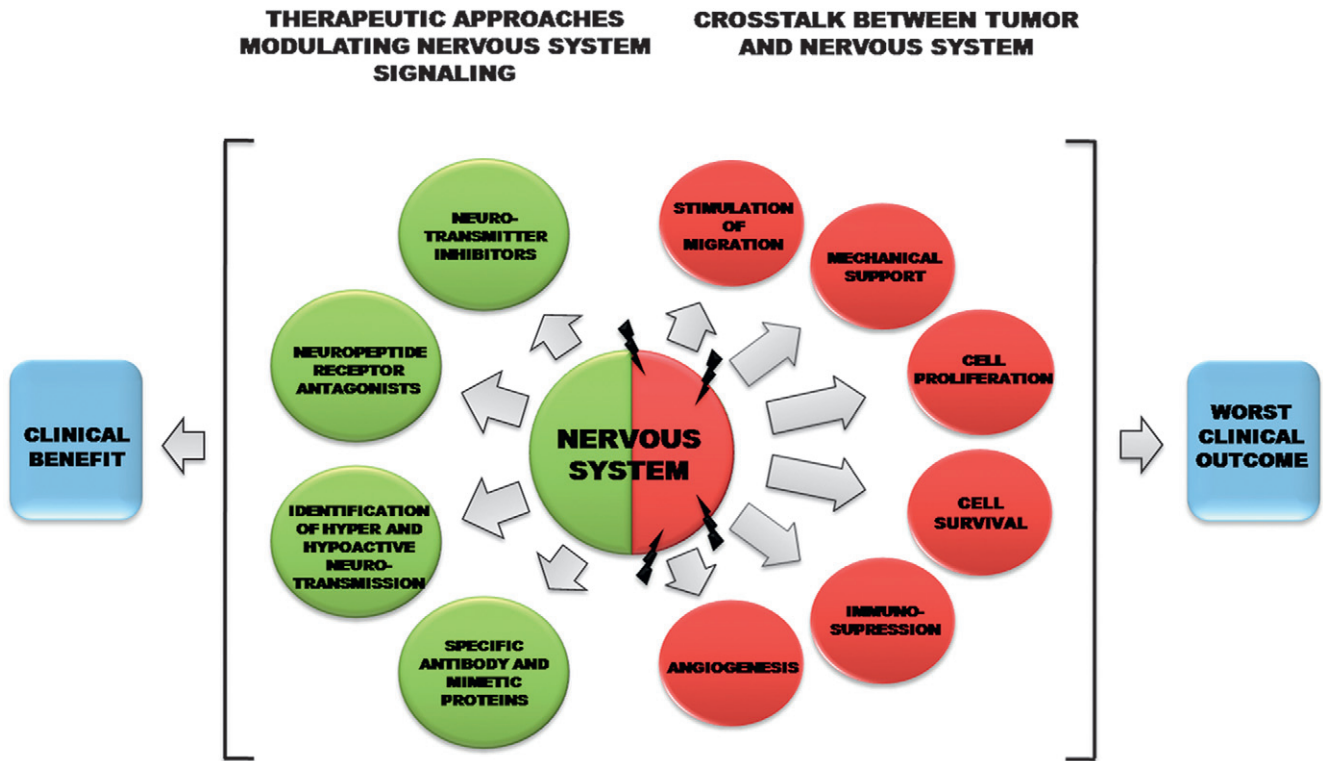 THERAPEUTIC APPROACHES
MODULATING NERVOUS SYSTEM
SIGNALING
CROSSTALK BETWEEN TUMOR
AND NERVOUS SYSTEM
NEURO-
TRANSMITTER
INHIBITORS
NEUROPEPTIDE
RECEPTOR
ANTAGONISTS
IDENTIFICATION
OF HYPER AND
HYPOACTIVE
NEURO-
TRANSMISSION
SPECIFIC
ANTIBODY AND
MIMETIC
PROTEINS
CLINICAL
BENEFIT
NERVOUS
SYSTEM
STIMULATION
OF
MIGRATION
MECHANICAL
SUPPORT
CELL
PROLIFERATION
CELL
SURVIVAL
IMMUNO-
SUPRESSION
ANGIOGENESIS
WORST
CLINICAL
OUTCOME